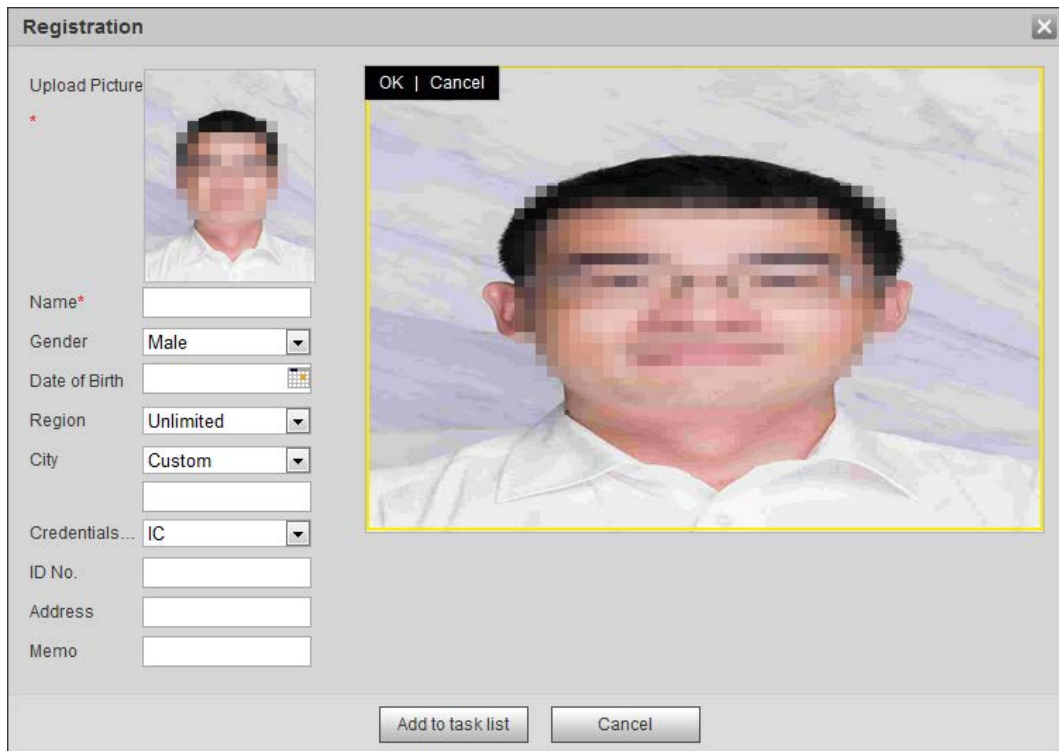 Registration
Upload Picture
*
OK | Cancel
Name*
Gender Male
Date of Birth
Region Unlimited
City Custom
Credentials... IC
ID No.
Address
Memo
Add to task list Cancel